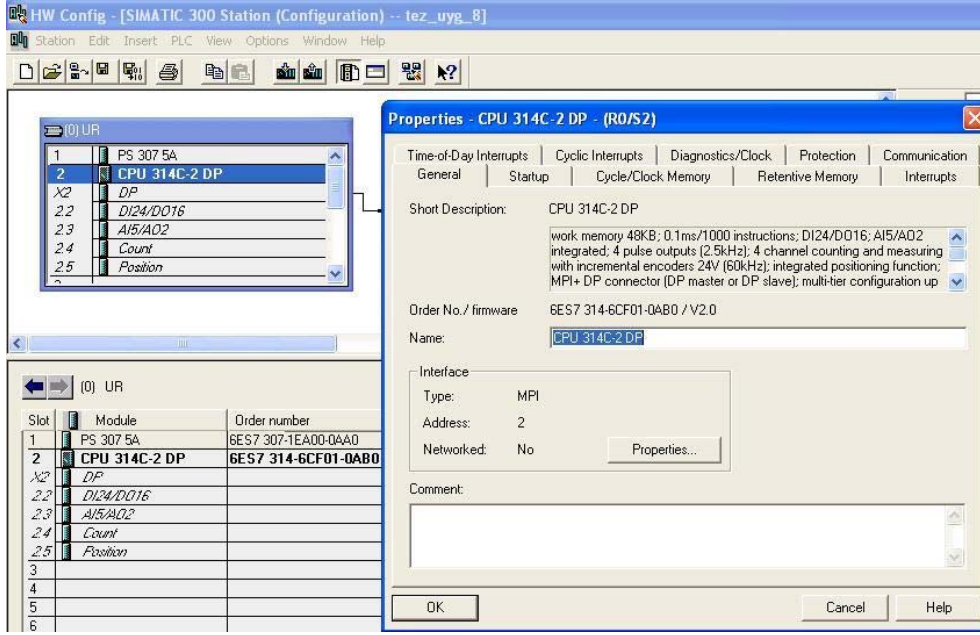 HW Config - [SIMATIC 300 Station (Configuration) -- tez_uyg_8]
Station Edit Insert PLC View Options Window Help
(0) UR
1 PS 307 5A
2 CPU 314C-2 DP
X2 DP
2.2 DI24/DO16
2.3 AI5/AO2
2.4 Count
2.5 Position
Properties - CPU 314C-2 DP - (R0/S2)
Time-of-Day Interrupts Cyclic Interrupts Diagnostics/Clock Protection Communication
General Startup Cycle/Clock Memory Retentive Memory Interrupts
Short Description: CPU 314C-2 DP
work memory 48KB; 0.1ms/1000 instructions; DI24/DO16; AI5/AO2
integrated; 4 pulse outputs (2.5kHz); 4 channel counting and measuring
with incremental encoders 24V (60kHz); integrated positioning function;
MPI+ DP connector (DP master or DP slave); multi-tier configuration up
Order No./ firmware 6ES7 314-6CF01-0AB0 / V2.0
Name: CPU 314C-2 DP
Interface
Type: MPI
Address: 2
Networked: No Properties...
Comment:
OK Cancel Help
(0) UR
Slot Module Order number
1 PS 307 5A 6ES7 307-1EA00-0AA0
2 CPU 314C-2 DP 6ES7 314-6CF01-0AB0
X2 DP
2.2 DI24/DO16
2.3 AI5/AO2
2.4 Count
2.5 Position
3
4
5
6